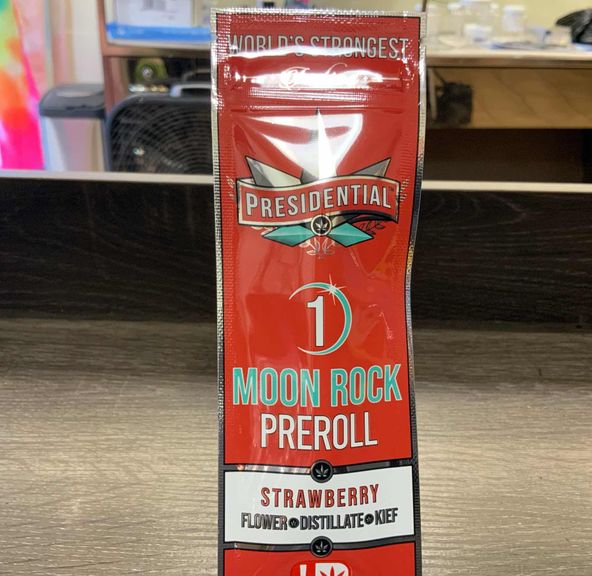 WORLD'S STRONGEST
PRESIDENTIAL
1
MOON ROCK
PREROLL
STRAWBERRY
FLOWER DISTILLATE KIEF